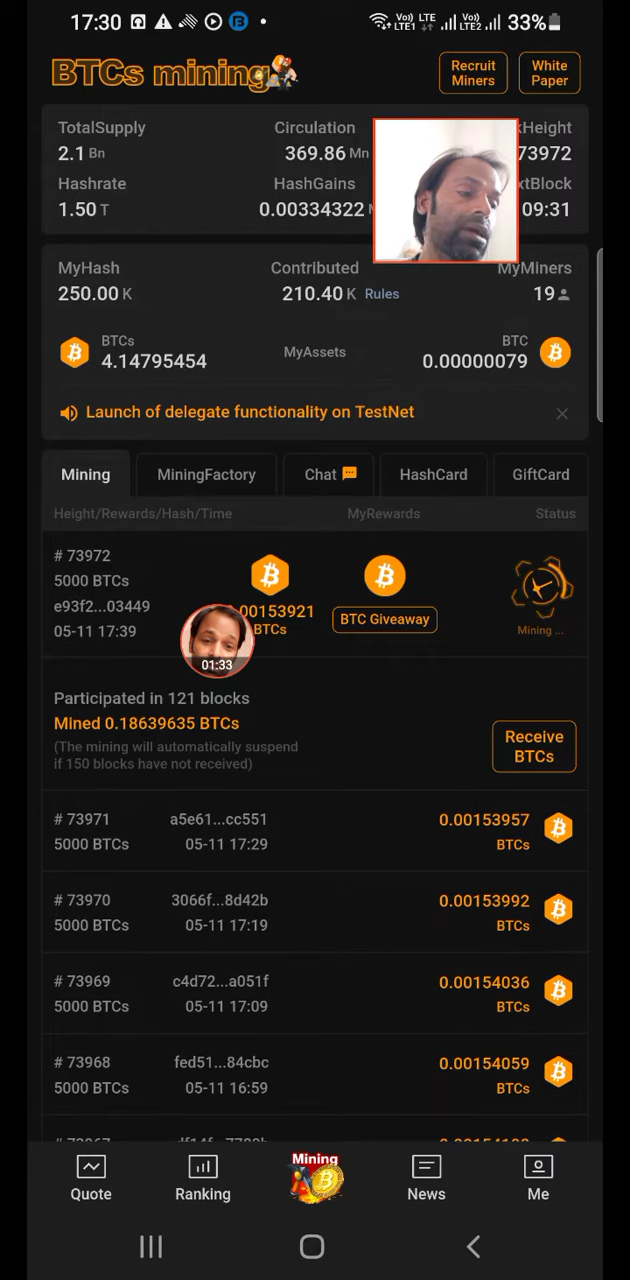 17:30 Vo) LTE LTE1 Vo) LTE2 33%
BTCs mining
Recruit Miners
White Paper
TotalSupply Circulation kHeight
2.1 Bn 369.86 Mn 73972
Hashrate HashGains xtBlock
1.50 T 0.00334322 09:31
MyHash Contributed MyMiners
250.00 K 210.40 K Rules 19
BTCs MyAssets BTC
4.14795454 0.00000079
Launch of delegate functionality on TestNet
Mining MiningFactory Chat HashCard GiftCard
Height/Rewards/Hash/Time MyRewards Status
# 73972
5000 BTCs
e93f2...03449 .00153921 BTC Giveaway
05-11 17:39 BTCs Mining ...
01:33
Participated in 121 blocks
Mined 0.18639635 BTCs
(The mining will automatically suspend
if 150 blocks have not received)
Receive
BTCs
# 73971 a5e61...cc551 0.00153957
5000 BTCs 05-11 17:29 BTCs
# 73970 3066f...8d42b 0.00153992
5000 BTCs 05-11 17:19 BTCs
# 73969 c4d72...a051f 0.00154036
5000 BTCs 05-11 17:09 BTCs
# 73968 fed51...84cbc 0.00154059
5000 BTCs 05-11 16:59 BTCs
Mining
Quote Ranking News Me